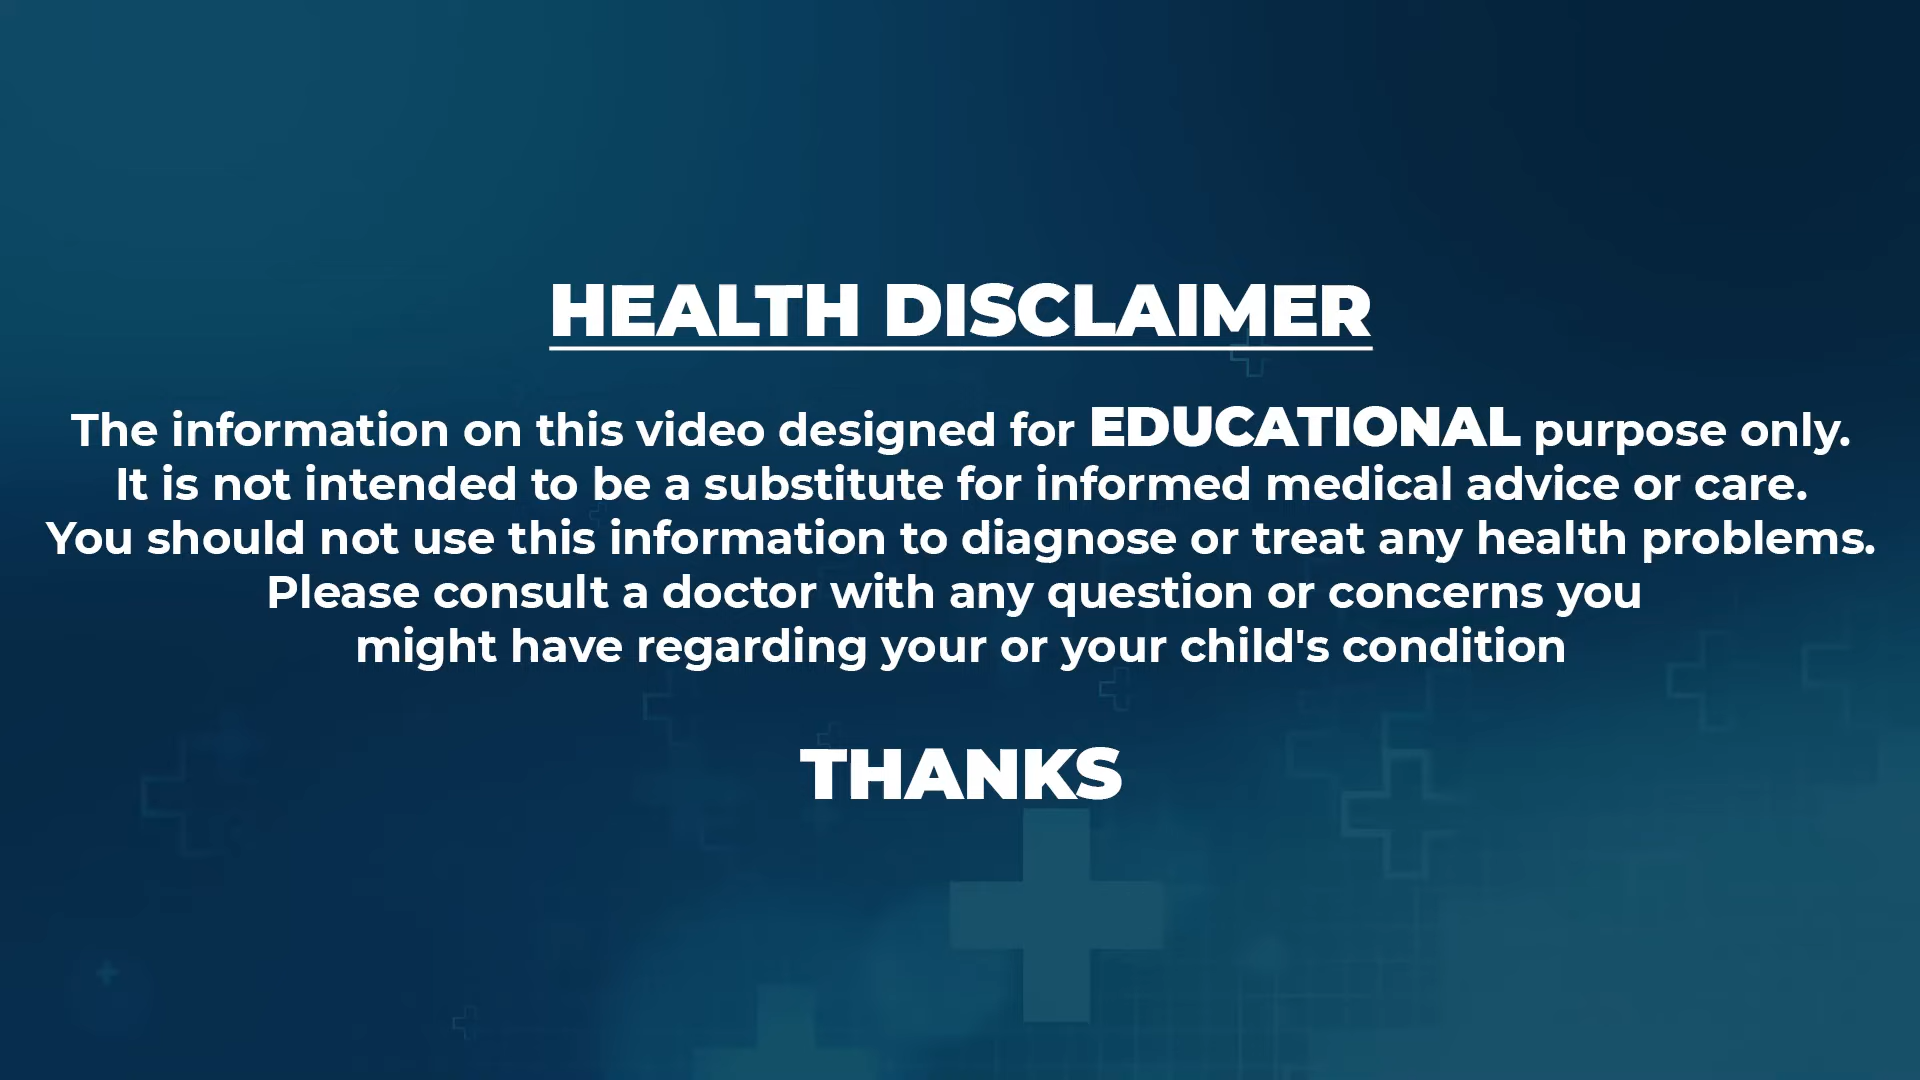 HEALTH DISCLAIMER
The information on this video designed for EDUCATIONAL purpose only.
It is not intended to be a substitute for informed medical advice or care.
You should not use this information to diagnose or treat any health problems.
Please consult a doctor with any question or concerns you
might have regarding your or your child's condition
THANKS